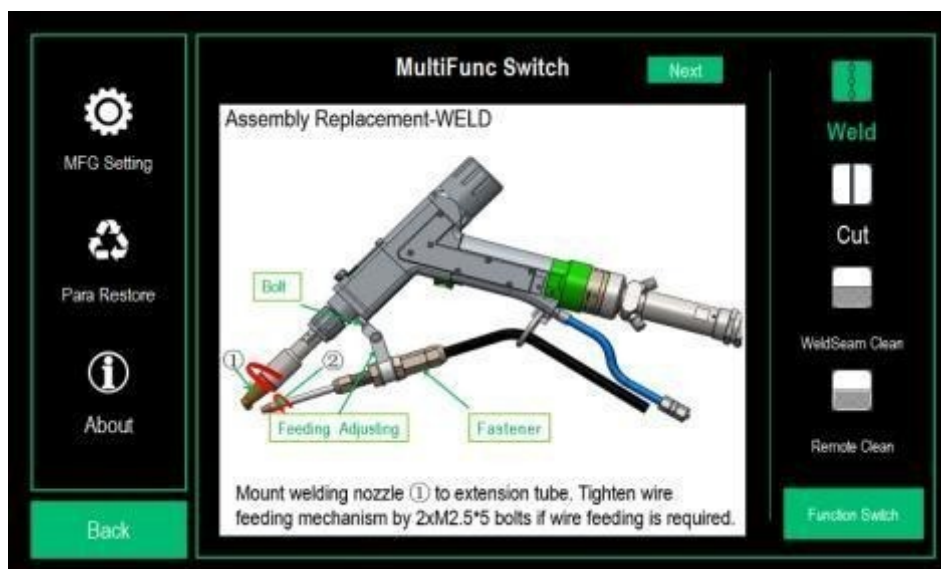 MultiFunc Switch
Next
MFG Setting
Para Restore
About
Back
Assembly Replacement-WELD
Bolt
①
②
Feeding Adjusting
Fastener
Mount welding nozzle ① to extension tube. Tighten wire
feeding mechanism by 2xM2.5*5 bolts if wire feeding is required.
Weld
Cut
WeldSeam Clean
Remote Clean
Function Switch